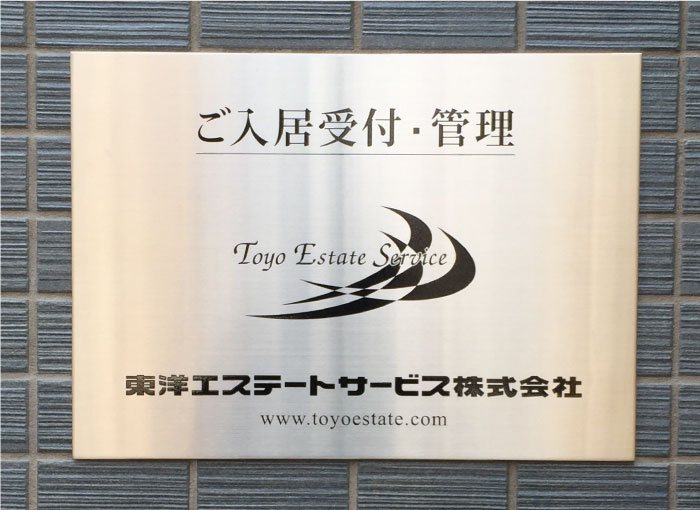 ご入居受付・管理
Toyo Estate Service
東洋エステートサービス株式会社
www.toyoestate.com